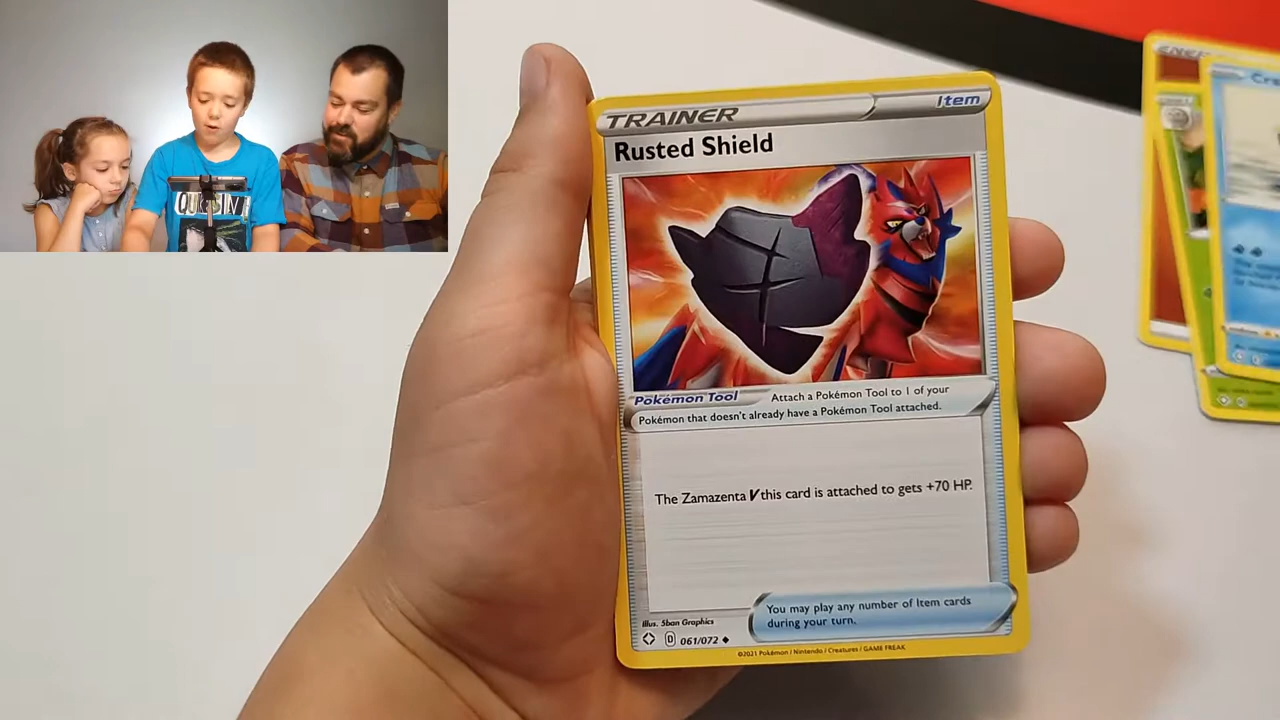 TRAINER
Item
Rusted Shield
Pokémon Tool
Attach a Pokémon Tool to 1 of your
Pokémon that doesn't already have a Pokémon Tool attached.
The Zamazenta V this card is attached to gets +70 HP.
You may play any number of Item cards
during your turn.
Illus. 5ban Graphics
D 061/072
©2021 Pokémon / Nintendo / Creatures / GAME FREAK